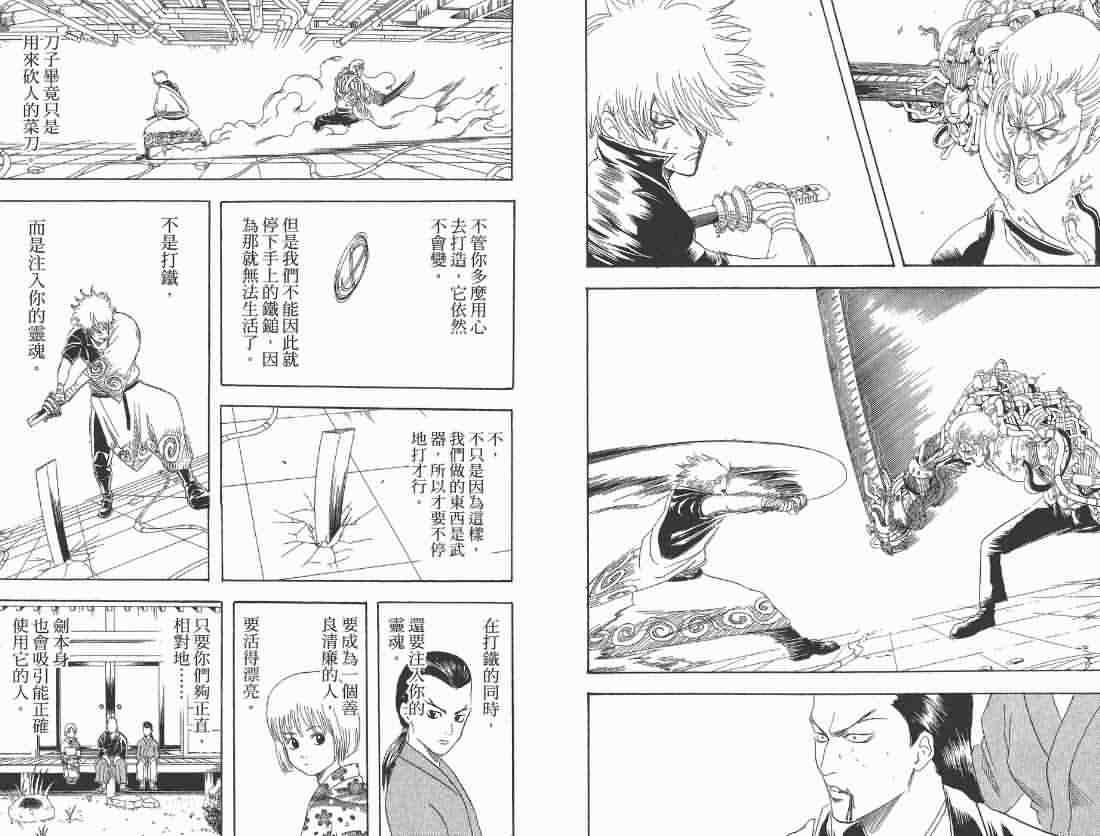 刀子畢竟只是
用來砍人的菜刀。
不管你多麼用心
去打造，它依然
不會變。
但是我們不能因此就
停下手上的鐵鎚，因
為那就無法生活了。
不是打鐵，
而是注入你的靈魂。
不，
不只是因為這樣，
我們做的東西是武
器，所以才要不停
地打才行。
在打鐵的同時，
還要注入你的
靈魂。
要成為一個善
良清廉的人，
要活得漂亮。
只要你們夠正直，
相對地……
劍本身
也會吸引能正確
使用它的人。